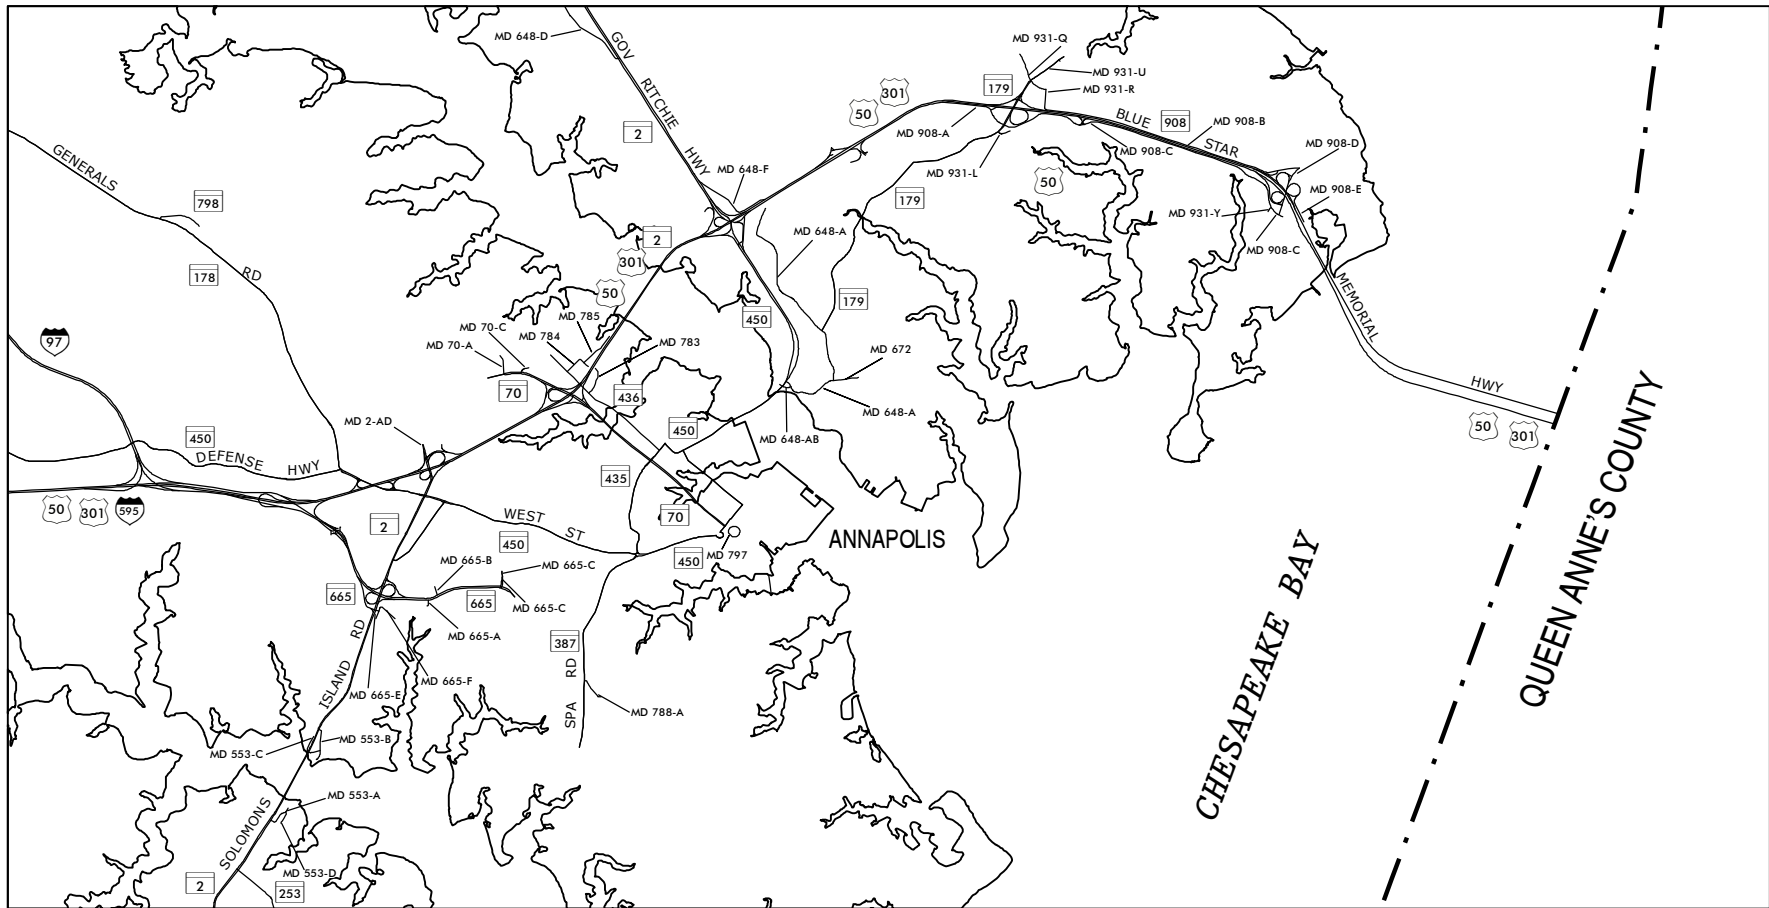 MD 648-D
GOV RITCHIE HWY
2
301
50
179
MD 931-Q
MD 931-U
MD 931-R
MD 908-A
BLUE STAR
908
MD 908-B
MD 908-C
MD 908-D
MD 931-L
50
MD 908-E
179
MD 931-Y
MD 908-C
MEMORIAL
HWY
50
301
GENERALS
798
RD
178
MD 648-F
2
301
50
MD 648-A
179
450
97
MD 785
MD 70-C
MD 784
MD 70-A
MD 783
MD 672
70
436
MD 648-A
MD 2-AD
450
MD 648-AB
450
DEFENSE HWY
435
50
301
595
2
WEST ST
70
ANNAPOLIS
450
450
MD 797
MD 665-B
MD 665-C
665
665
MD 665-C
MD 665-A
387
RD
SPA
MD 665-E
MD 665-F
MD 788-A
RD
ISLAND
SOLOMONS
MD 553-B
MD 553-C
MD 553-A
MD 553-D
2
253
CHESAPEAKE BAY
QUEEN ANNE'S COUNTY